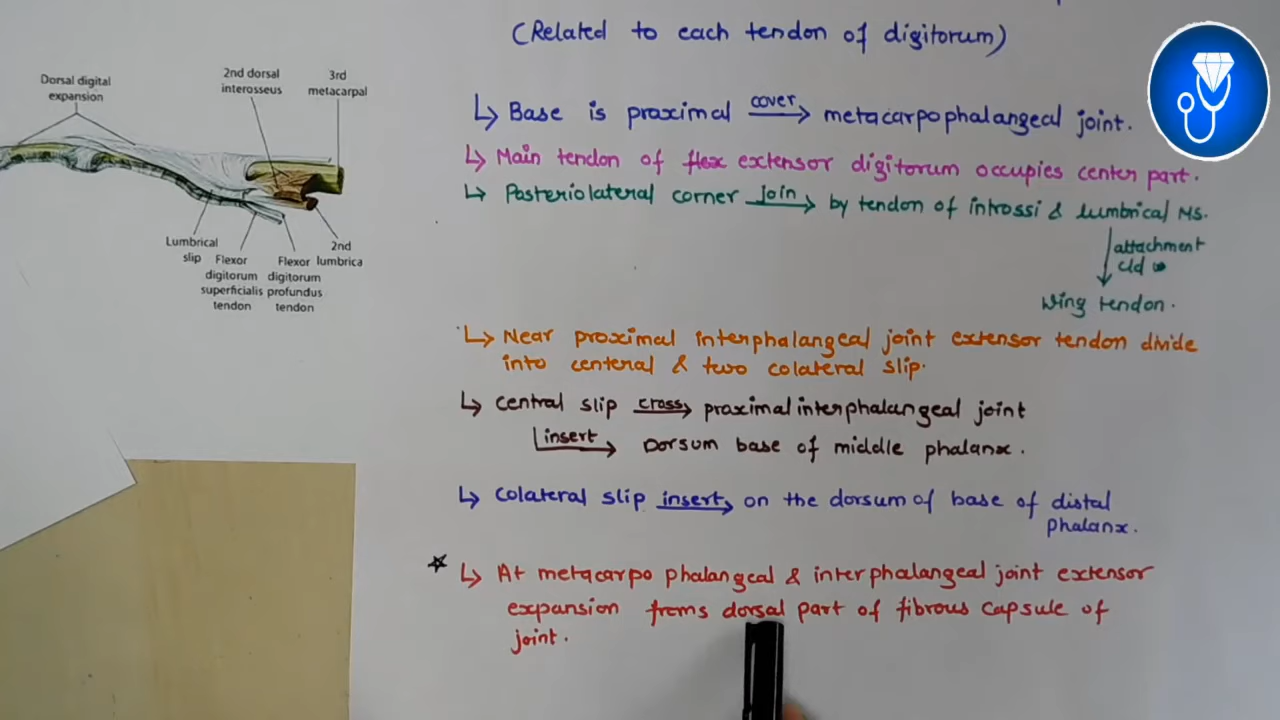 (Related to each tendon of digitorum)
Dorsal digital
expansion
2nd dorsal
interosseus
3rd
metacarpal
Lumbrical
slip
Flexor
digitorum
superficialis
tendon
Flexor
digitorum
profundus
tendon
2nd
lumbrica
↳ Base is proximal cover → metacarpophalangeal joint.
↳ Main tendon of flex extensor digitorum occupies center part.
↳ Posteriolateral corner join → by tendon of introssi & lumbrical MS.
attachment
c/d
wing tendon.
↳ Near proximal interphalangeal joint extensor tendon divide
into centeral & two colateral slip.
↳ central slip cross → proximal interphalangeal joint
insert → Dorsum base of middle phalanx.
↳ colateral slip insert → on the dorsum of base of distal
phalanx.
☆ ↳ At metacarpo phalangeal & interphalangeal joint extensor
expansion frems dorsal part of fibrous capsule of
joint.